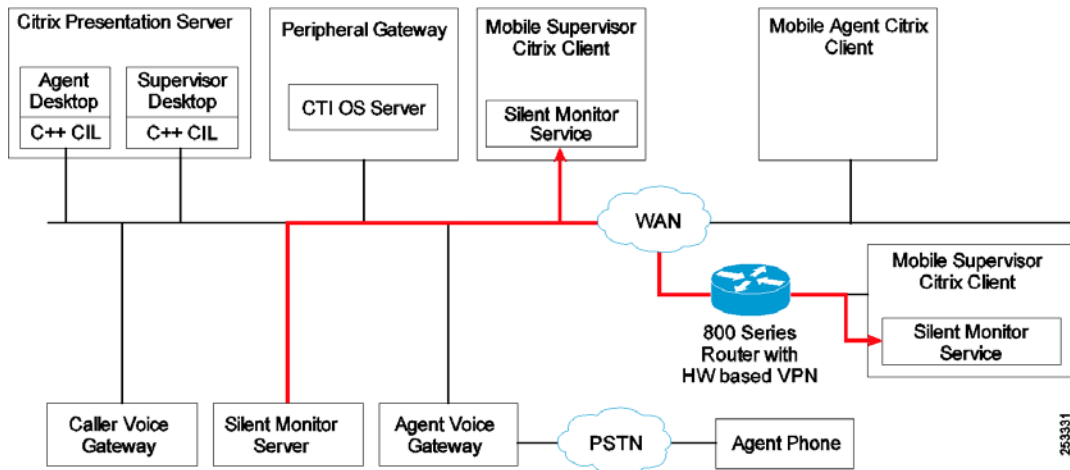 Citrix Presentation Server
Agent
Desktop
C++ CIL
Supervisor
Desktop
C++ CIL
Peripheral Gateway
CTI OS Server
Mobile Supervisor
Citrix Client
Silent Monitor
Service
Mobile Agent Citrix
Client
WAN
Mobile Supervisor
Citrix Client
Silent Monitor
Service
800 Series
Router with
HW based VPN
Caller Voice
Gateway
Silent Monitor
Server
Agent Voice
Gateway
PSTN
Agent Phone
253331